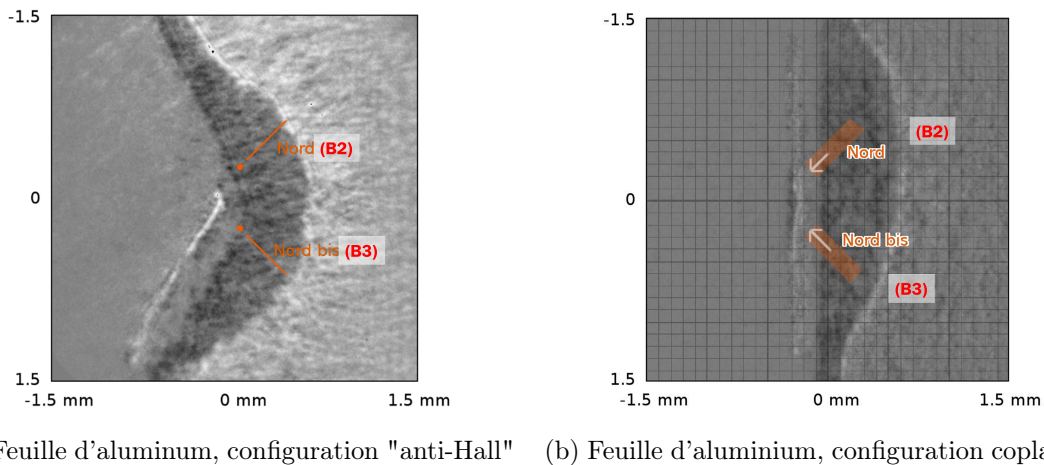 -1.5
0
1.5
-1.5 mm
0 mm
1.5 mm
Nord (B2)
Nord bis (B3)
Feuille d'aluminum, configuration "anti-Hall"
-1.5
0
1.5
-1.5 mm
0 mm
1.5 mm
(B2)
Nord
Nord bis
(B3)
(b) Feuille d'aluminium, configuration copla